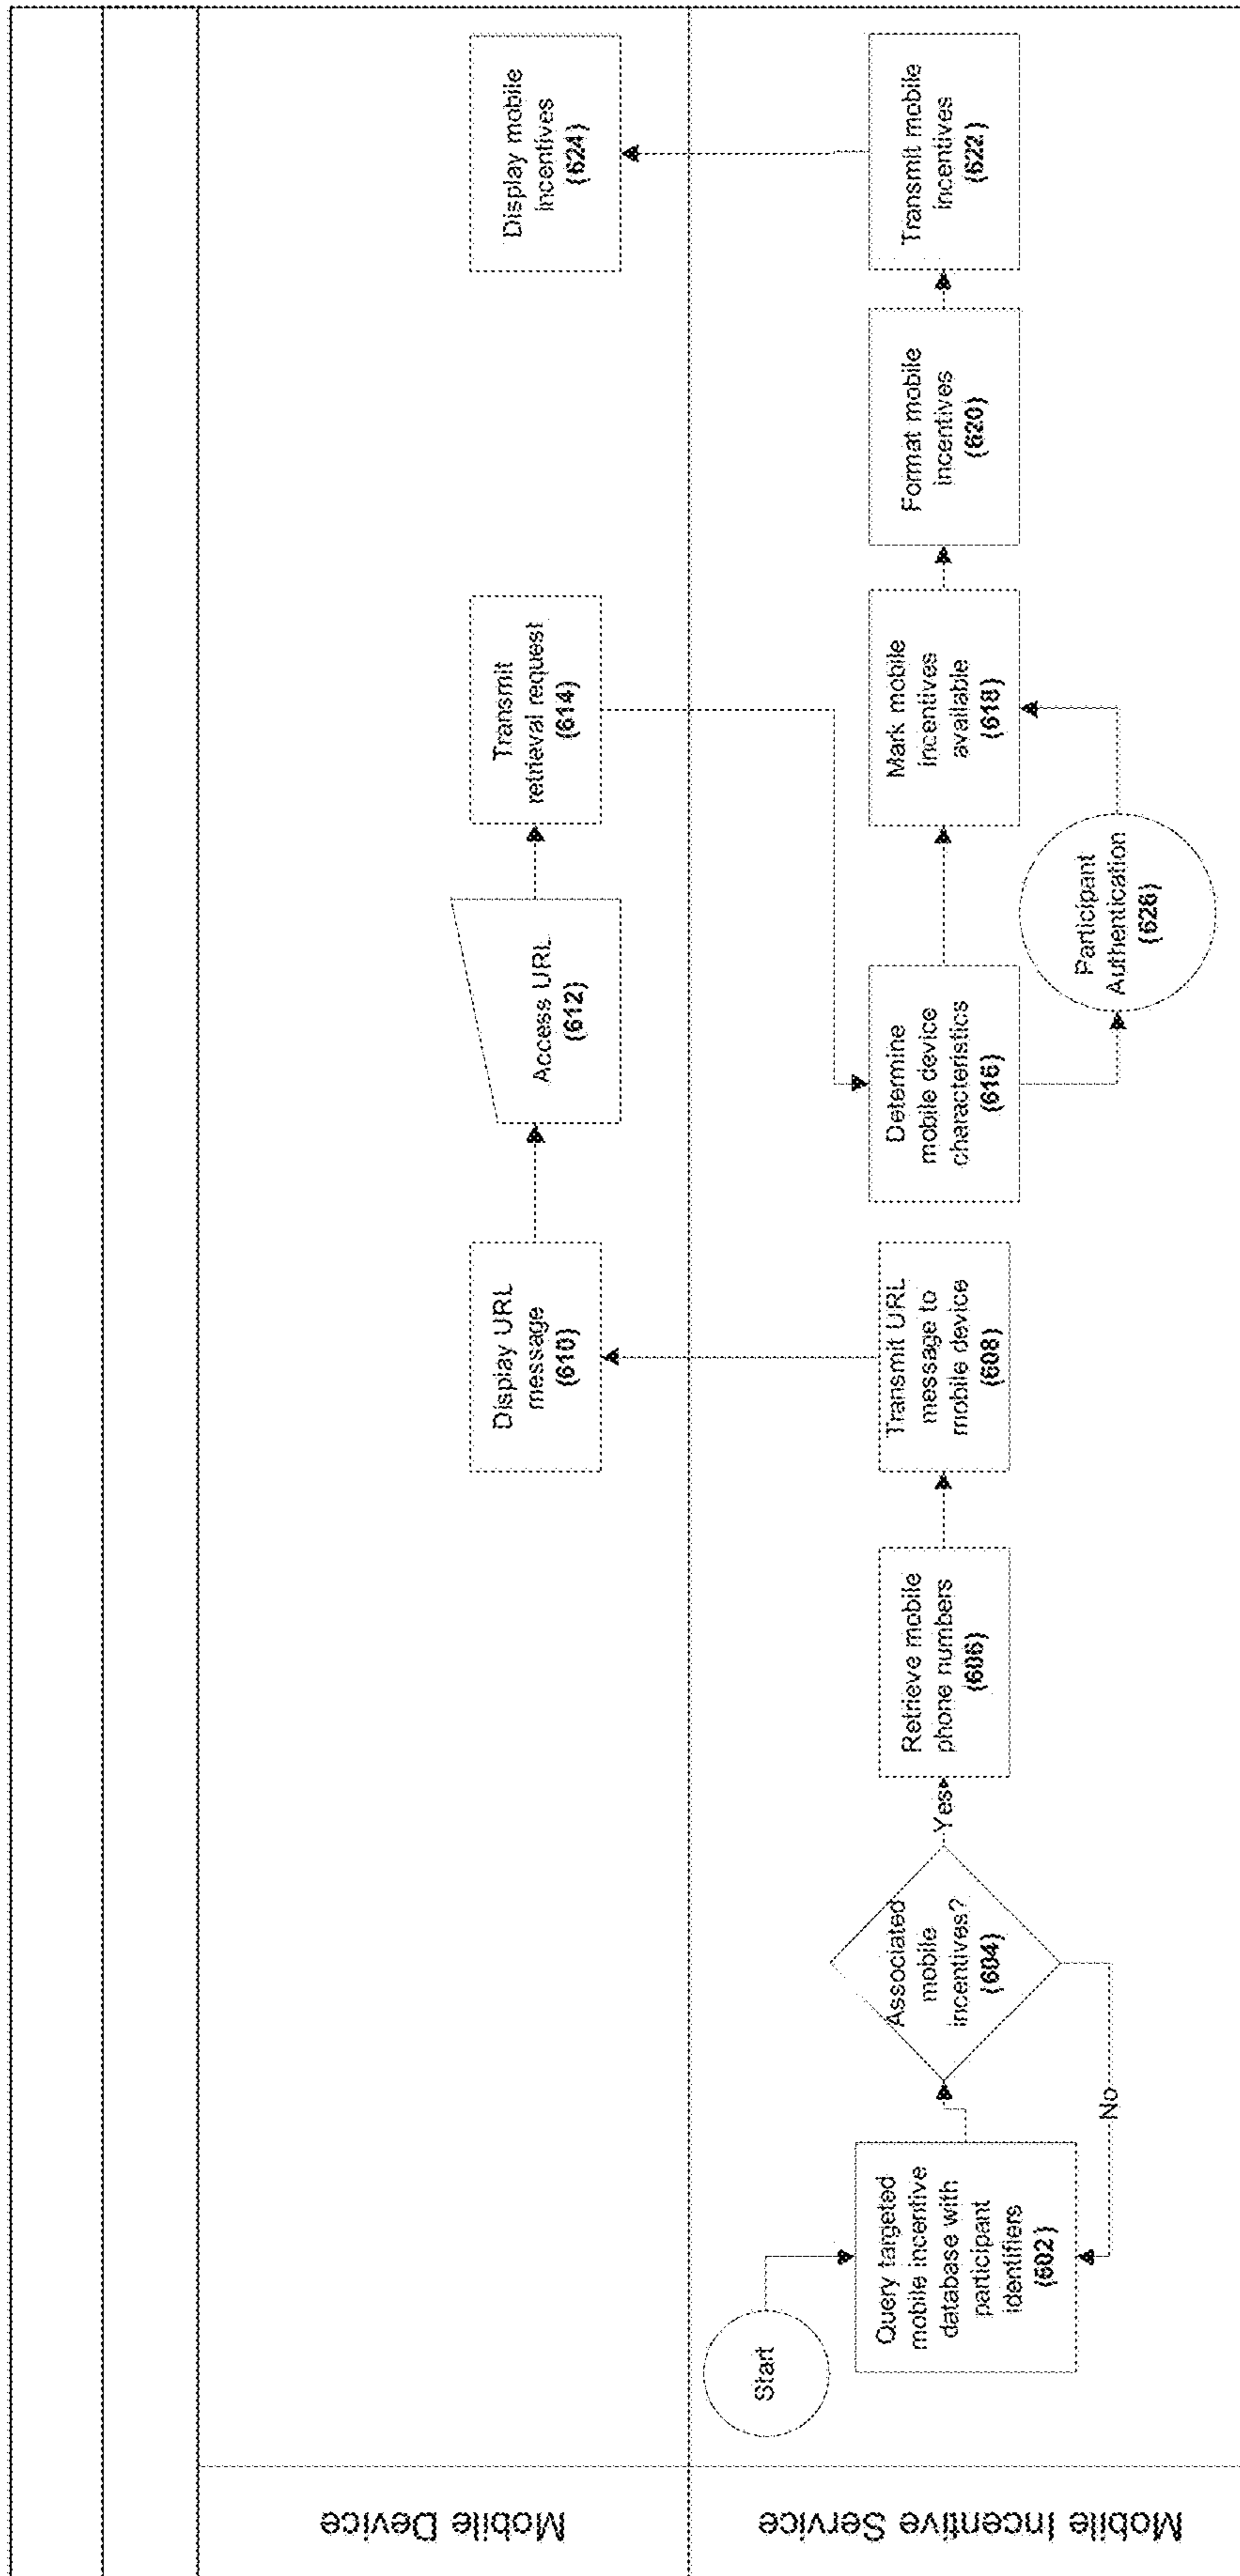 Mobile Device
Display URL
message
(610)
Access URL
(612)
Transmit
retrieval request
(614)
Display mobile
incentives
(624)
Mobile Incentive Service
Start
Query targeted
mobile incentive
database with
participant
identifiers
(602)
No
Associated
mobile
incentives?
(604)
Yes
Retrieve mobile
phone numbers
(606)
Transmit URL
message to
mobile device
(608)
Determine
mobile device
characteristics
(616)
Participant
Authentication
(626)
Mark mobile
incentives
available
(618)
Format mobile
incentives
(620)
Transmit mobile
incentives
(622)